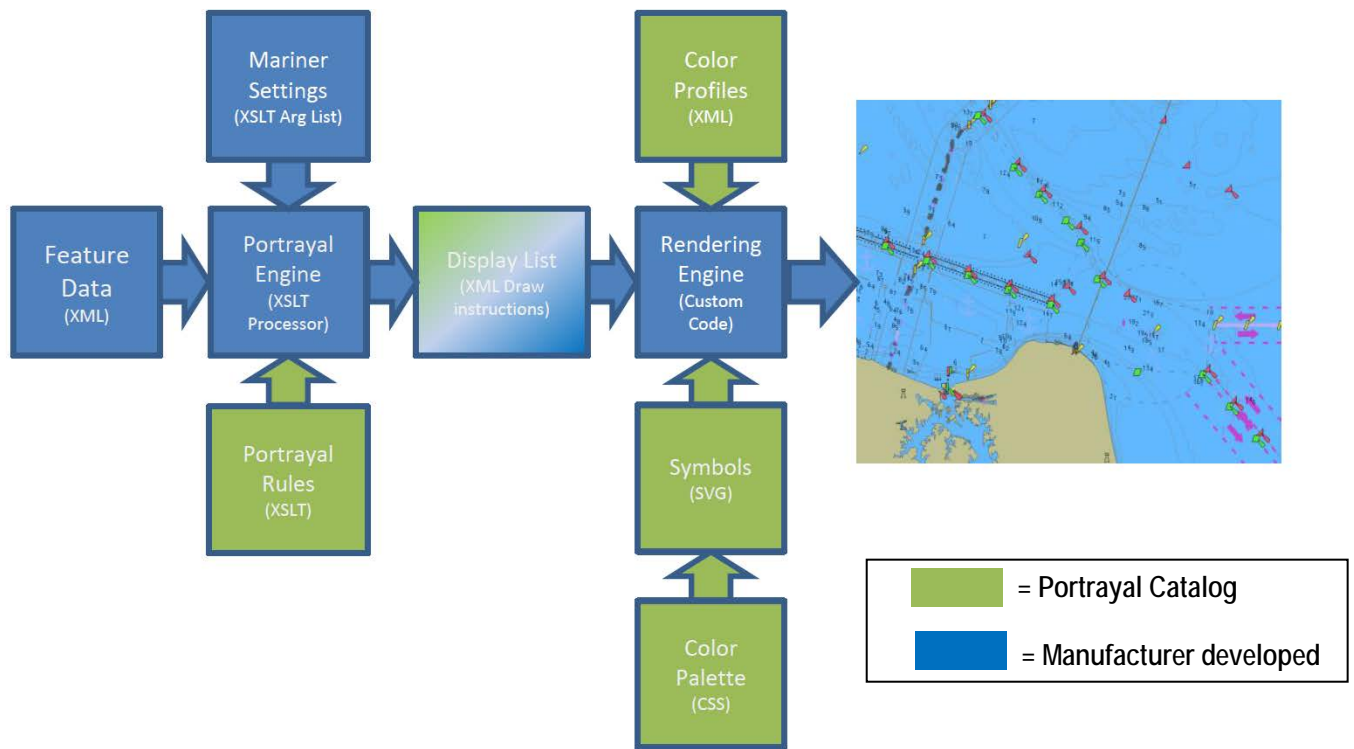 Mariner
Settings
(XSLT Arg List)
Color
Profiles
(XML)
Feature
Data
(XML)
Portrayal
Engine
(XSLT
Processor)
Display List
(XML Draw
instructions)
Rendering
Engine
(Custom
Code)
Portrayal
Rules
(XSLT)
Symbols
(SVG)
Color
Palette
(CSS)
= Portrayal Catalog
= Manufacturer developed